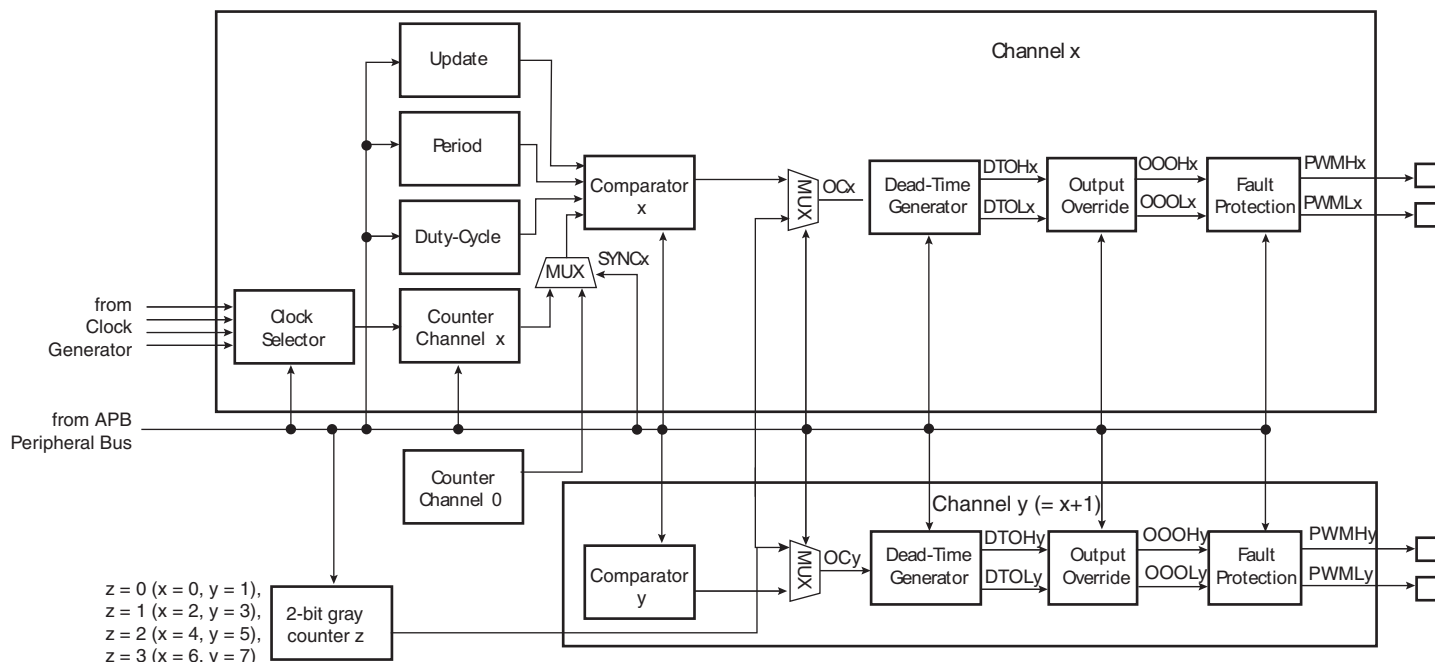 Channel x
Update
Period
Duty-Cycle
Comparator
x
MUX
SYNCx
MUX
OCx
Dead-Time
Generator
DTOHx
DTOLx
Output
Override
OOOHx
OOOLx
Fault
Protection
PWMHx
PWMLx
from
Clock
Generator
Clock
Selector
Counter
Channel x
from APB
Peripheral Bus
Counter
Channel 0
Channel y (= x+1)
Comparator
y
MUX
OCy
Dead-Time
Generator
DTOHy
DTOLy
Output
Override
OOOHy
OOOLy
Fault
Protection
PWMHy
PWMLy
z = 0 (x = 0, y = 1),
z = 1 (x = 2, y = 3),
z = 2 (x = 4, y = 5),
z = 3 (x = 6, y = 7)
2-bit gray
counter z